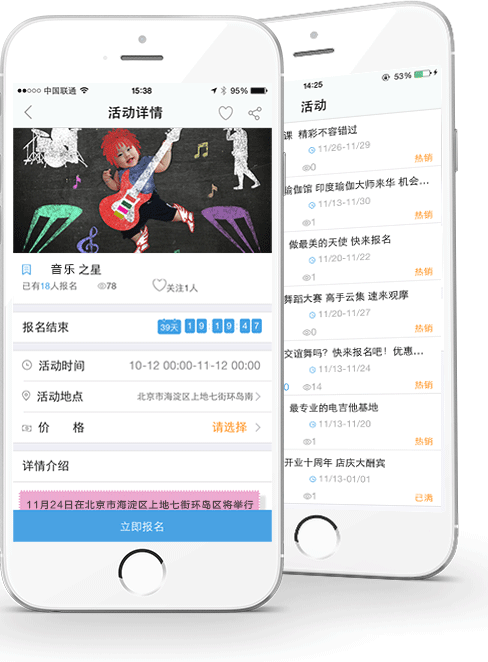 中国联通 15:38 95%
活动详情
音乐 之星
已有18人报名 78 关注1人
报名结束 39天 19 19 47
活动时间 10-12 00:00-11-12 00:00
活动地点 北京市海淀区上地七街环岛南
价 格 请选择
详情介绍
11月24日在北京市海淀区上地七街环岛区将举行
立即报名
14:25 53%
活动
课 精彩不容错过
11/26-11/29
0 热销
瑜伽馆 印度瑜伽大师来华 机会...
11/13-11/30
1 热销
做最美的天使 快来报名
11/20-11/22
1 热销
舞蹈大赛 高手云集 速来观摩
11/20-11/27
0 热销
交谊舞吗？快来报名吧！优惠...
11/13-11/24
0 14 热销
最专业的电吉他基地
11/13-11/20
1 热销
开业十周年 店庆大酬宾
11/13-01/01
1 已满